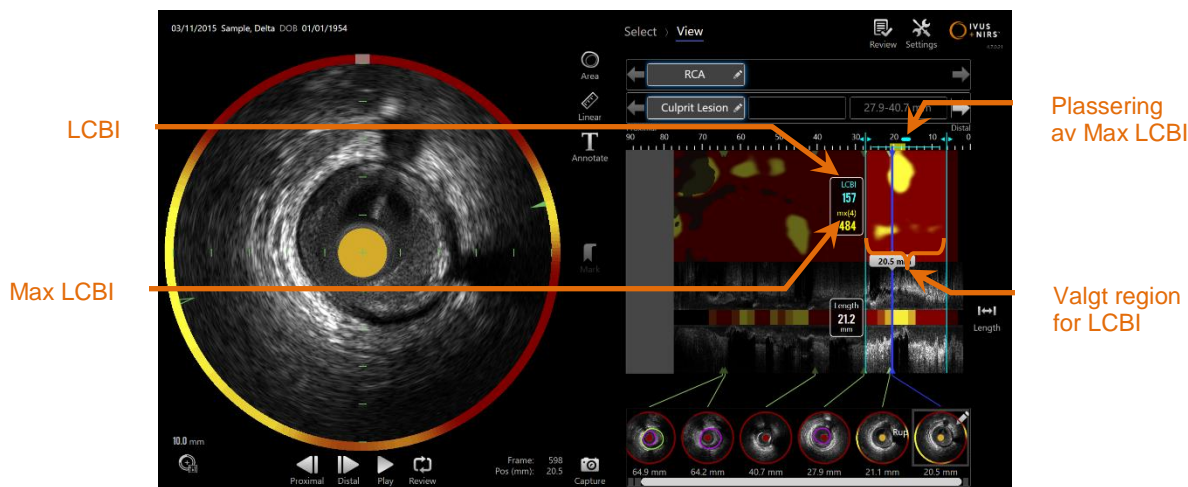 03/11/2015 Sample, Delta DOB 01/01/1954
Select > View
Review
Settings
IVUS
+NIRS
Area
Linear
Annotate
Mark
RCA
Culprit Lesion
27.9-40.7 mm
Proximal
Distal
90 80 70 60 50 40 30 20 10 0
LCBI
Max LCBI
Plassering
av Max LCBI
Valgt region
for LCBI
LCBI
157
mx(4)
484
20.5 mm
Length
21.2
mm
Length
10.0 mm
Proximal
Distal
Play
Review
Frame: 598
Pos (mm): 20.5
Capture
Rup
64.9 mm
64.2 mm
40.7 mm
27.9 mm
21.1 mm
20.5 mm